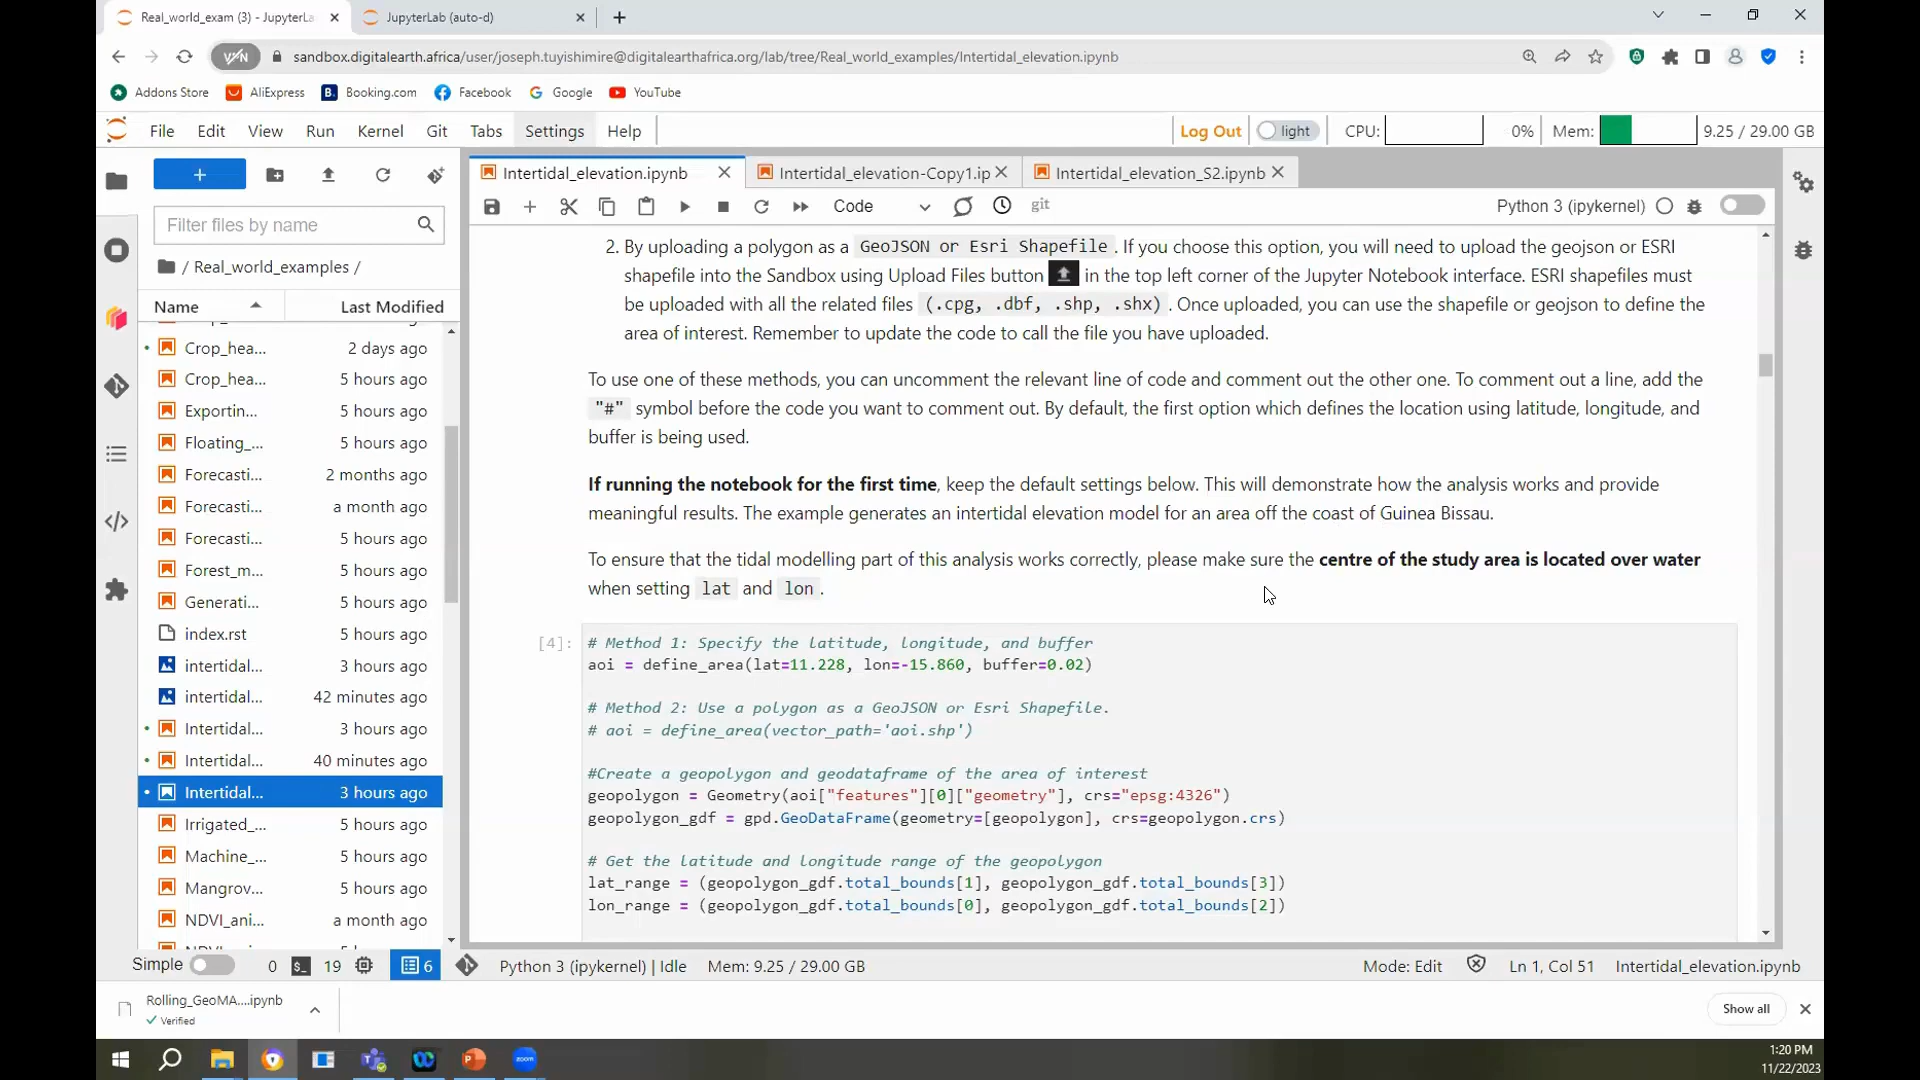 Real_world_exam (3) - JupyterLa
JupyterLab (auto-d)
VPN
sandbox.digitalearthafrica.org/user/joseph.tuyishimire@digitalearthafrica.org/lab/tree/Real_world_examples/Intertidal_elevation.ipynb
Addons Store AliExpress Booking.com Facebook Google YouTube
File Edit View Run Kernel Git Tabs Settings Help
Log Out light CPU: 0% Mem: 9.25 / 29.00 GB
Intertidal_elevation.ipynb
Intertidal_elevation-Copy1.ip
Intertidal_elevation_S2.ipynb
Code
git
Python 3 (ipykernel)
Filter files by name
/ Real_world_examples /
Name Last Modified
Crop_hea... 2 days ago
Crop_hea... 5 hours ago
Exportin... 5 hours ago
Floating_... 5 hours ago
Forecasti... 2 months ago
Forecasti... a month ago
Forecasti... 5 hours ago
Forest_m... 5 hours ago
Generati... 5 hours ago
index.rst 5 hours ago
intertidal... 3 hours ago
intertidal... 42 minutes ago
Intertidal... 3 hours ago
Intertidal... 40 minutes ago
Intertidal... 3 hours ago
Irrigated_... 5 hours ago
Machine_... 5 hours ago
Mangrov... 5 hours ago
NDVI_ani... a month ago
2. By uploading a polygon as a GeoJSON or Esri Shapefile . If you choose this option, you will need to upload the geojson or ESRI
shapefile into the Sandbox using Upload Files button in the top left corner of the Jupyter Notebook interface. ESRI shapefiles must
be uploaded with all the related files (.cpg, .dbf, .shp, .shx) . Once uploaded, you can use the shapefile or geojson to define the
area of interest. Remember to update the code to call the file you have uploaded.
To use one of these methods, you can uncomment the relevant line of code and comment out the other one. To comment out a line, add the
"#" symbol before the code you want to comment out. By default, the first option which defines the location using latitude, longitude, and
buffer is being used.
If running the notebook for the first time, keep the default settings below. This will demonstrate how the analysis works and provide
meaningful results. The example generates an intertidal elevation model for an area off the coast of Guinea Bissau.
To ensure that the tidal modelling part of this analysis works correctly, please make sure the centre of the study area is located over water
when setting lat and lon .
[4]:
# Method 1: Specify the latitude, longitude, and buffer
aoi = define_area(lat=11.228, lon=-15.860, buffer=0.02)
# Method 2: Use a polygon as a GeoJSON or Esri Shapefile.
# aoi = define_area(vector_path='aoi.shp')
#Create a geopolygon and geodataframe of the area of interest
geopolygon = Geometry(aoi["features"][0]["geometry"], crs="epsg:4326")
geopolygon_gdf = gpd.GeoDataFrame(geometry=[geopolygon], crs=geopolygon.crs)
# Get the latitude and longitude range of the geopolygon
lat_range = (geopolygon_gdf.total_bounds[1], geopolygon_gdf.total_bounds[3])
lon_range = (geopolygon_gdf.total_bounds[0], geopolygon_gdf.total_bounds[2])
Simple 0 19 6 Python 3 (ipykernel) | Idle Mem: 9.25 / 29.00 GB Mode: Edit Ln 1, Col 51 Intertidal_elevation.ipynb
Rolling_GeoMA....ipynb
Verified
Show all
zoom
1:20 PM
11/22/2023